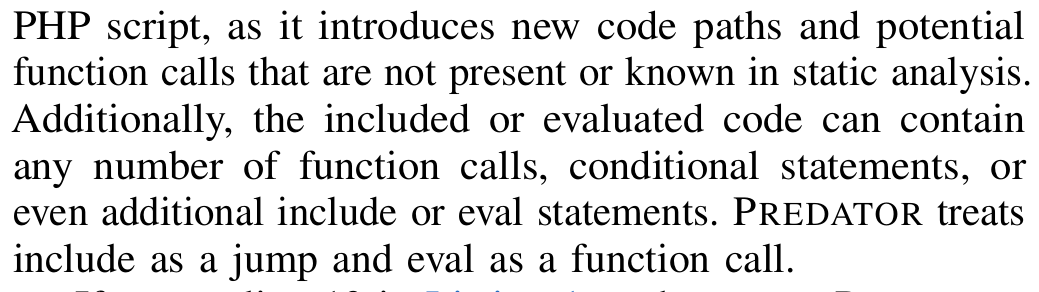 PHP script, as it introduces new code paths and potential
function calls that are not present or known in static analysis.
Additionally, the included or evaluated code can contain
any number of function calls, conditional statements, or
even additional include or eval statements. PREDATOR treats
include as a jump and eval as a function call.